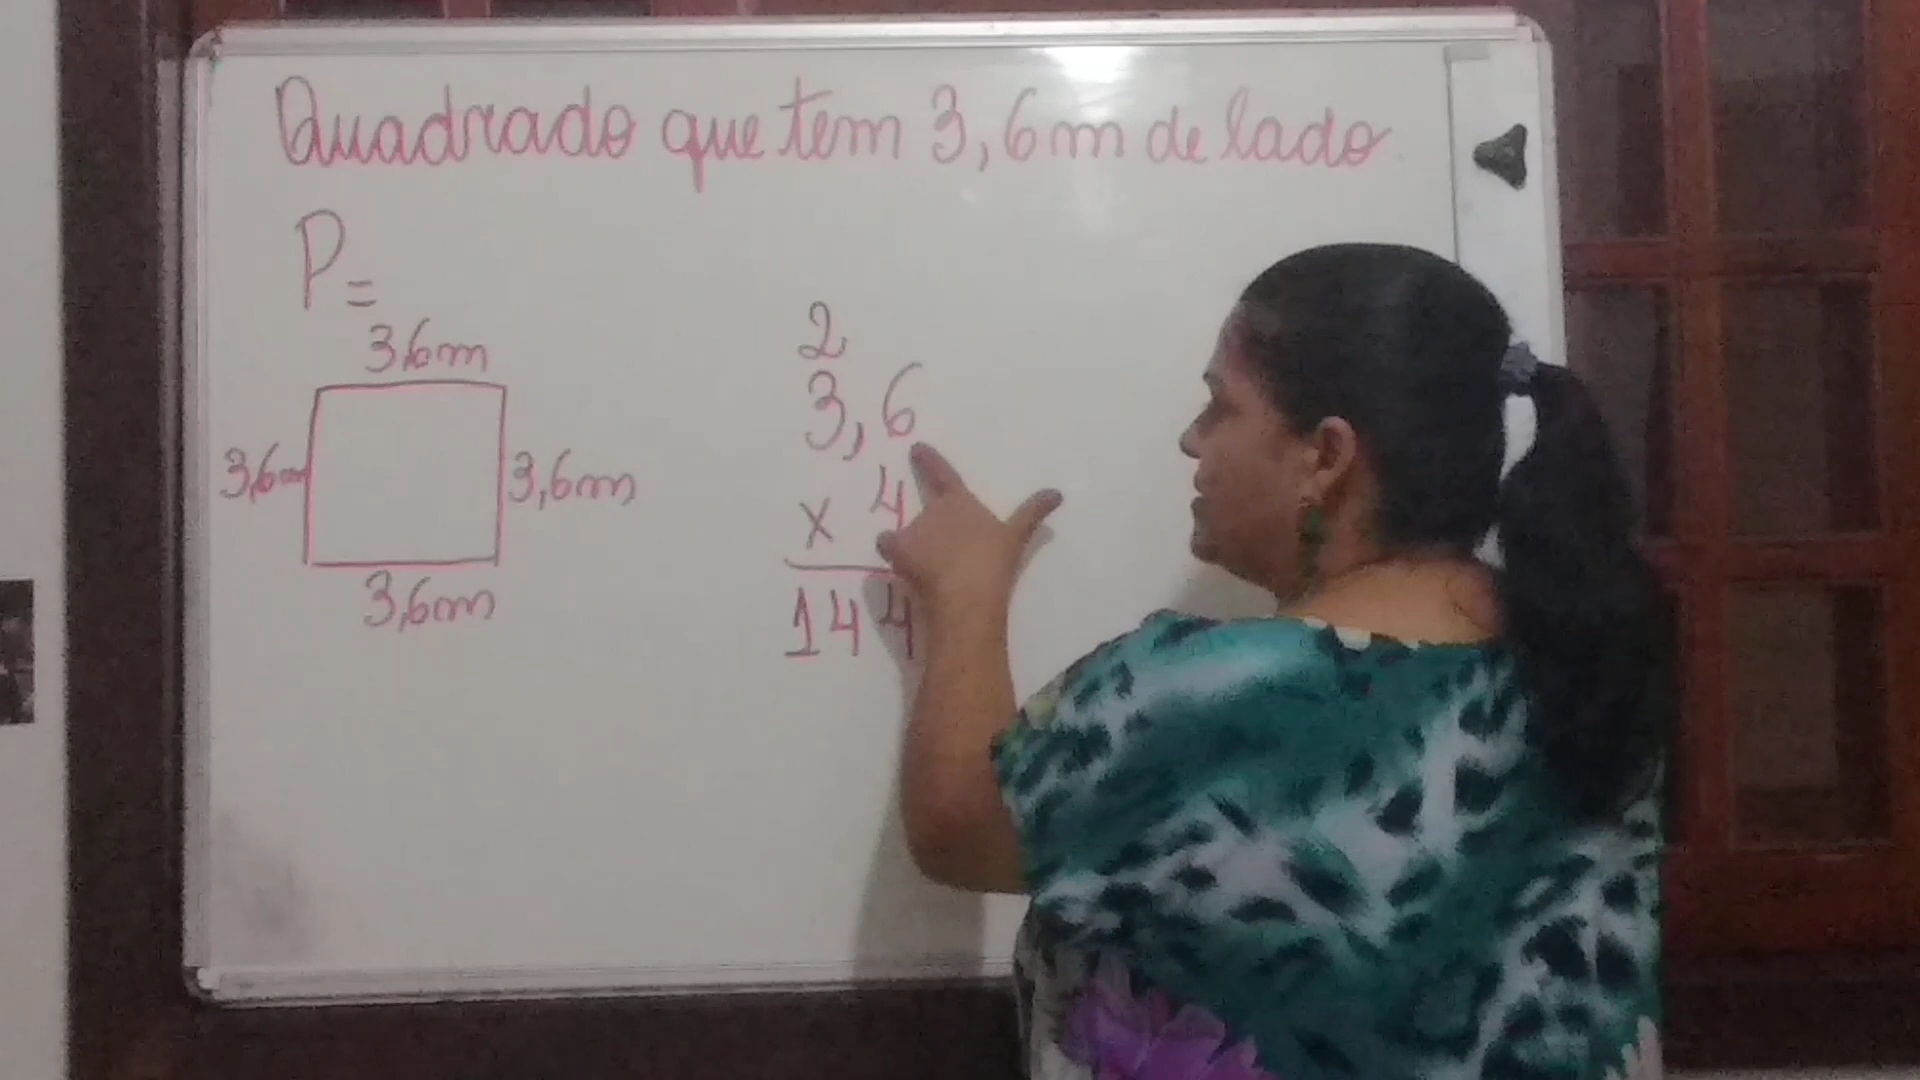 Quadrado que tem 3,6m de lado.
P=
3,6m
3,6m
3,6m
3,6m
2
3,6
x 4
144